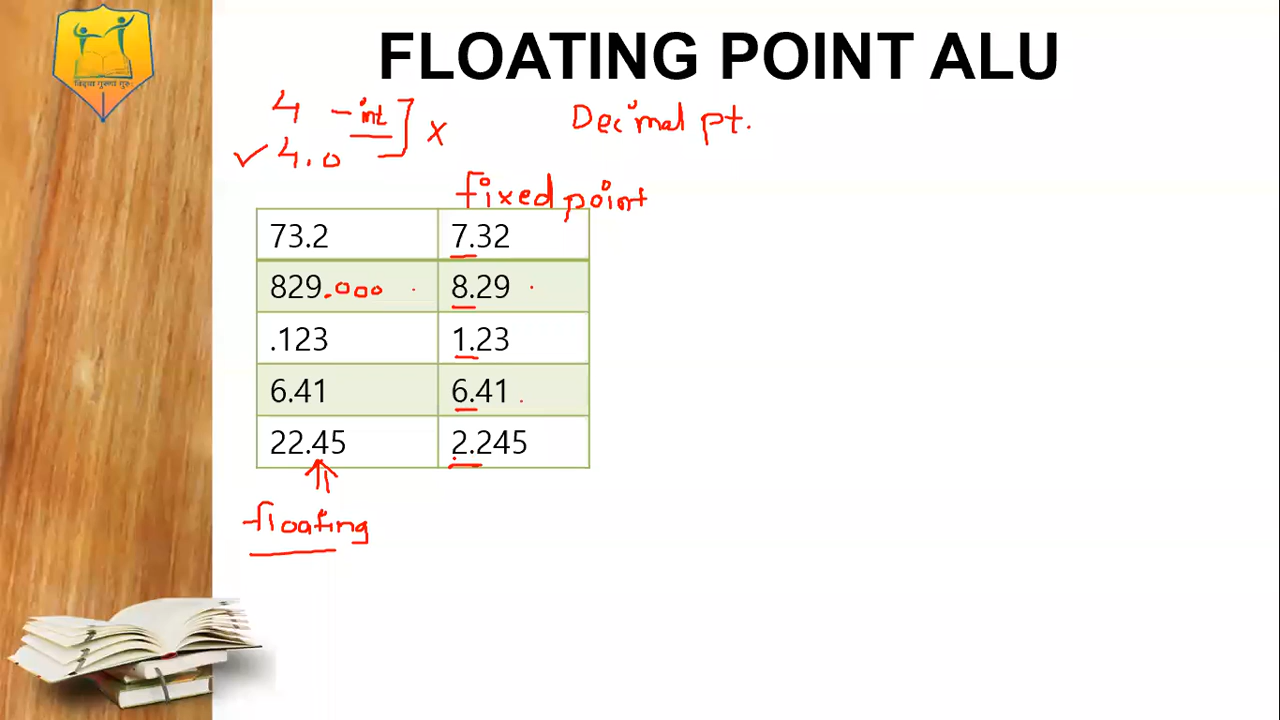 FLOATING POINT ALU
4 - int ] x
✓ 4.0
Decimal pt.
fixed point
73.2 7.32
829.000 8.29
.123 1.23
6.41 6.41
22.45 2.245
floating